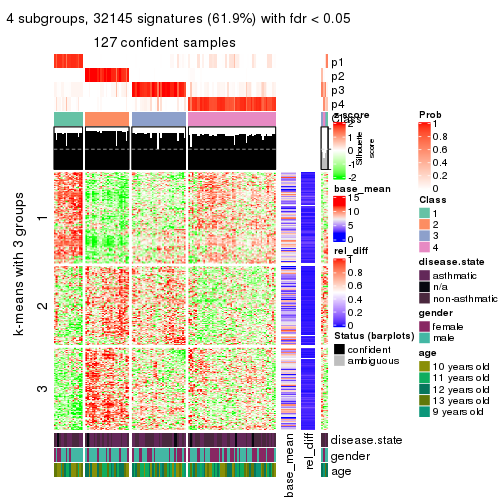 4 subgroups, 32145 signatures (61.9%) with fdr < 0.05
127 confident samples
p1
p2
p3
p4
Class
Silhouette
score
k-means with 3 groups
1
2
3
base_mean
rel_diff
disease.state
gender
age
z-score
2
1
0
-1
-2
base_mean
15
10
5
0
rel_diff
1
0.8
0.6
0.4
0.2
0
Status (barplots)
confident
ambiguous
Prob
1
0.8
0.6
0.4
0.2
0
Class
1
2
3
4
disease.state
asthmatic
n/a
non-asthmatic
gender
female
male
age
10 years old
11 years old
12 years old
13 years old
9 years old